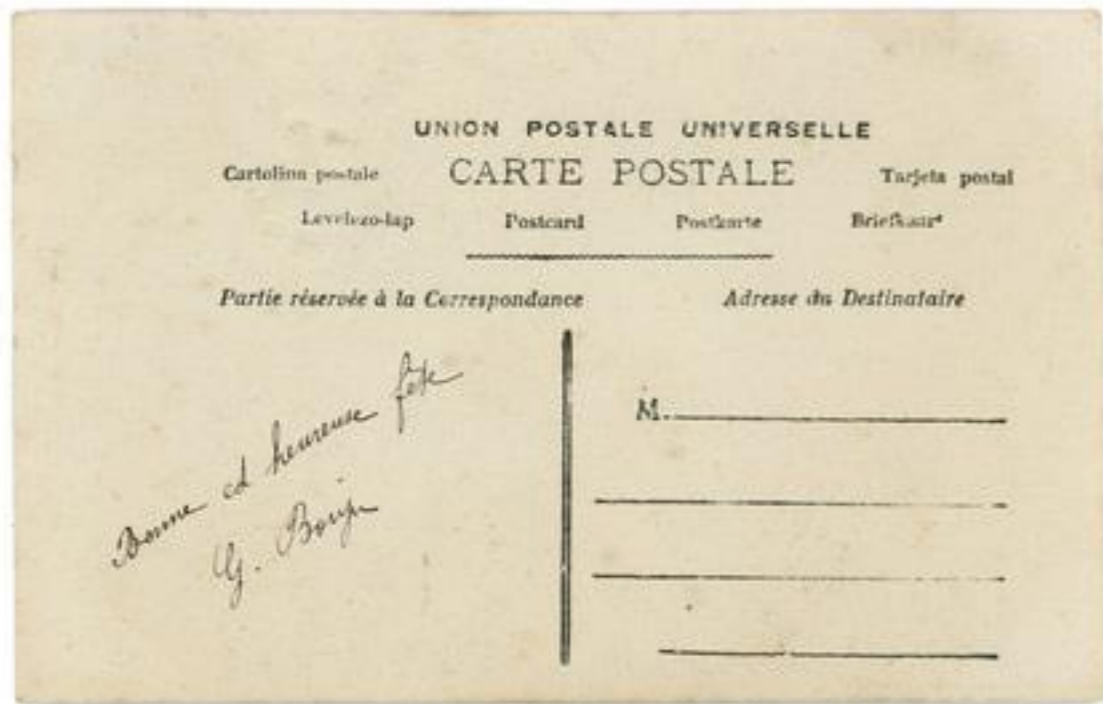 UNION POSTALE UNIVERSELLE
Cartolina postale CARTE POSTALE Tarjeta postal
Levelezo-lap Postcard Postkarte Briefkaart
Partie réservée à la Correspondance Adresse du Destinataire
Bonne et heureuse fête
G.
M.